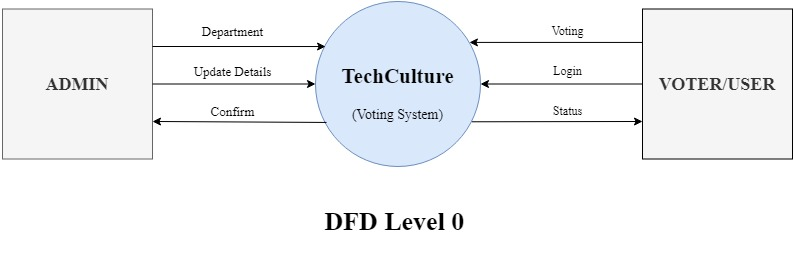 Department
Voting
TechCulture
Update Details
Login
ADMIN
VOTER/USER
Confirm
(Voting System)
Status
DFD Level 0